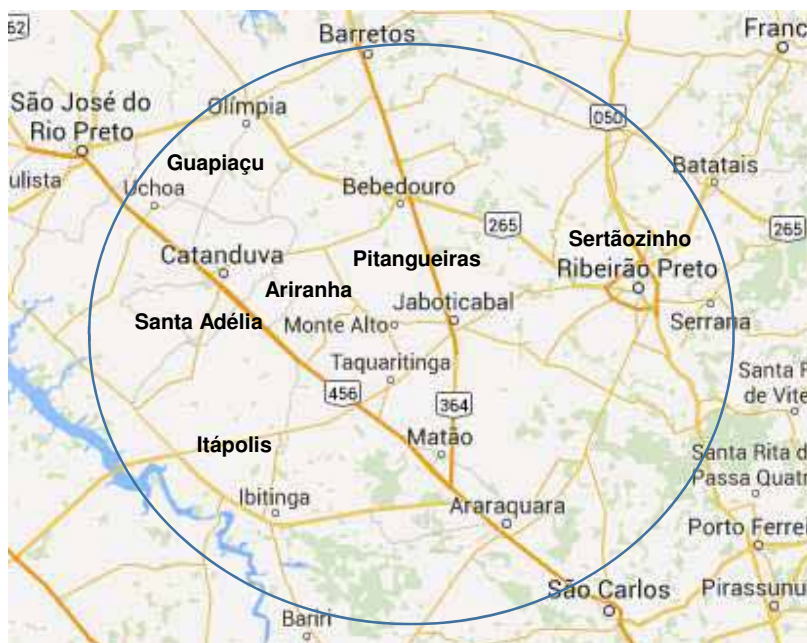 52
Barretos
Franc
São José do
Rio Preto
Olímpia
050
Guapiaçu
Batatais
ulista
Uchoa
Bebedouro
265
265
Sertãozinho
Catanduva
Pitangueiras
Ribeirão Preto
Ariranha
Jaboticabal
Santa Adélia
Monte Alto
Serrana
Taquaritinga
Santa R
de Vite
456
364
Itápolis
Matão
Santa Rita d
Passa Quatr
Ibitinga
Araraquara
Porto Ferrei
São Carlos
Pirassunu
Bariri